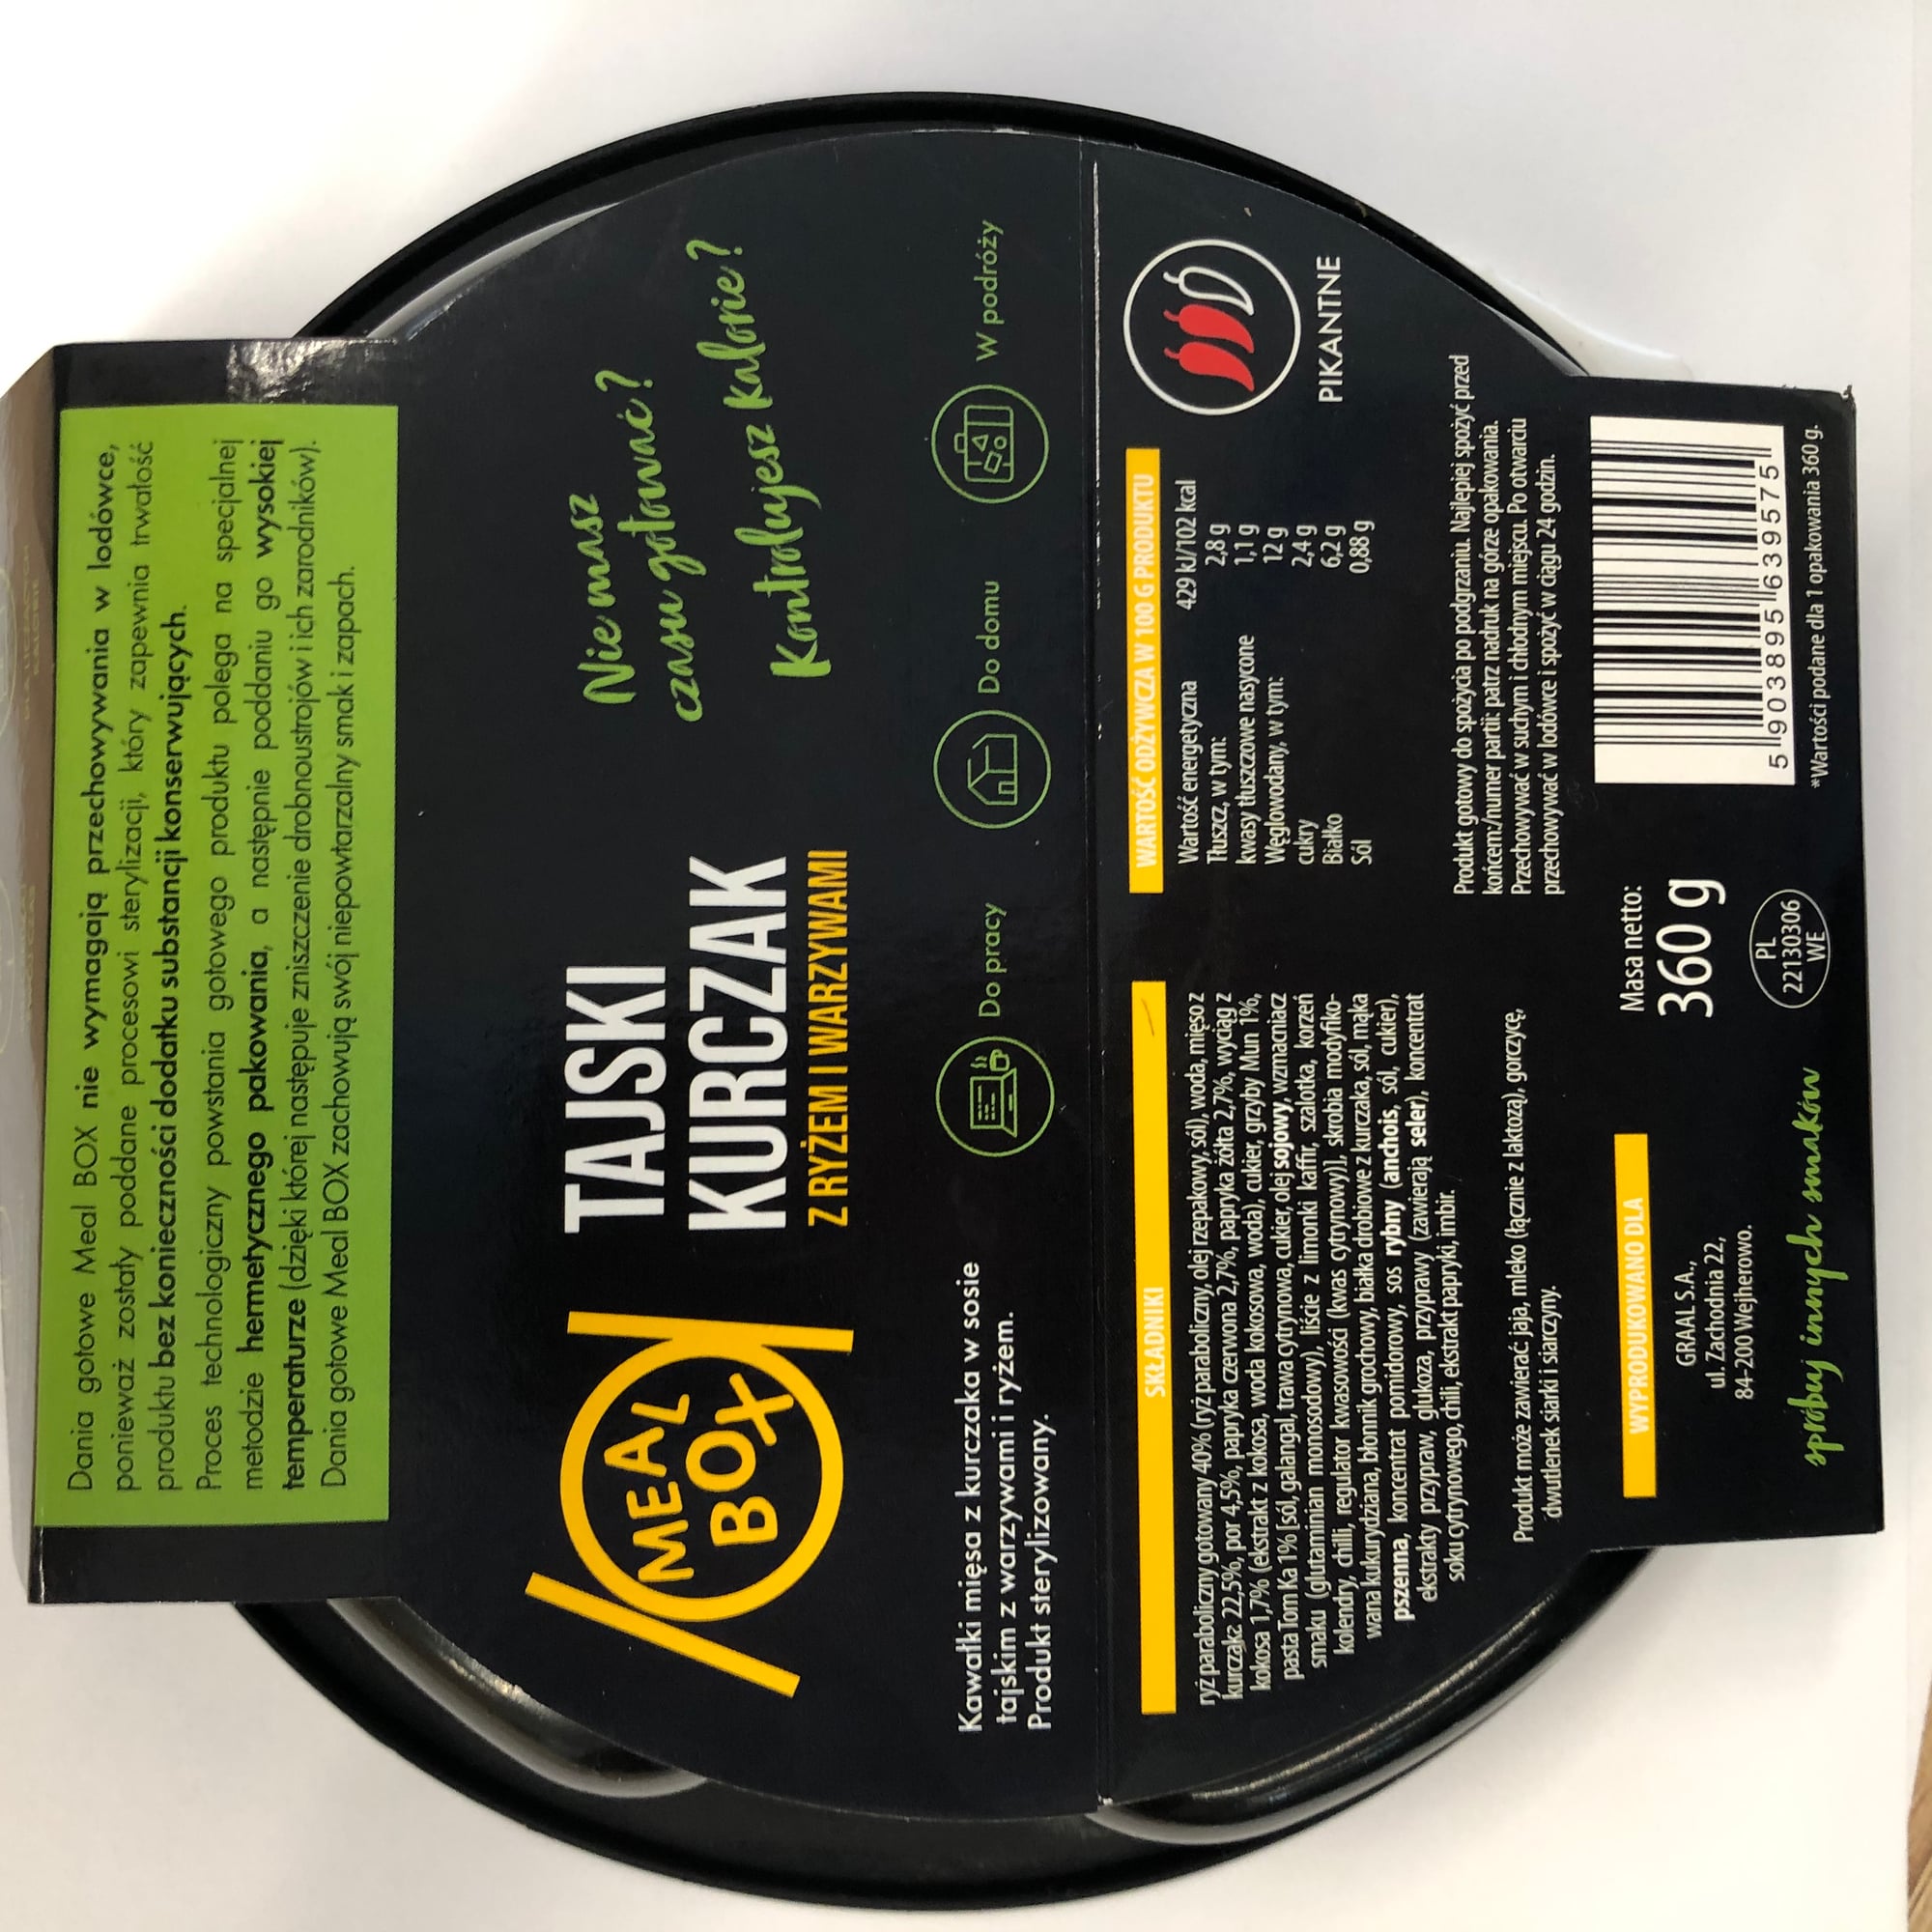 Dania gotowe Meal BOX nie wymagają przechowywania w lodówce,
ponieważ zostały poddane procesowi sterylizacji, który zapewnia trwałość
produktu bez konieczności dodatku substancji konserwujących.
Proces technologiczny powstania gotowego produktu polega na specjalnej
metodzie hermetycznego pakowania, a następnie poddaniu go wysokiej
temperaturze (dzięki której następuje zniszczenie drobnoustrojów i ich zarodników).
Dania gotowe Meal BOX zachowują swój niepowtarzalny smak i zapach.
MEAL
BOX
TAJSKI
KURCZAK
Z RYŻEM I WARZYWAMI
Nie masz
czasu gotować?
Kontrolujesz kalorie?
Kawałki mięsa z kurczaka w sosie
tajskim z warzywami i ryżem.
Produkt sterylizowany.
Do pracy
Do domu
W podróży
SKŁADNIKI
ryż paraboliczny gotowany 40% (ryż paraboliczny, olej rzepakowy, sól), woda, mięso z
kurcząkz 22,5%, por 4,5%, papryka czerwona 2,7%, papryka żółta 2,7%, wyciąg z
kokosa 1,7% (ekstrakt z kokosa, woda kokosowa, woda), cukier, grzyby Mun 1%,
pasta Tom Ka 1% [sól, galangal, trawa cytrynowa, cukier, olej sojowy, wzmacniacz
smaku (glutaminian monosodowy), liście z limonki kaffir, szalotka, korzeń
kolendry, chilli, regulator kwasowości (kwas cytrynowy)], skrobia modyfiko-
wana kukurydziana, błonnik grochowy, białka drobiowe z kurczaka, sól, mąka
pszenna, koncentrat pomidorowy, sos rybny (anchois, sól, cukier),
ekstrakty przypraw, glukoza, przyprawy (zawierają seler), koncentrat
soku cytrynowego, chili, ekstrakt papryki, imbir.
Produkt może zawierać: jaja, mleko (łącznie z laktozą), gorczycę,
dwutlenek siarki i siarczyny.
WARTOŚĆ ODŻYWCZA W 100 G PRODUKTU
Wartość energetyczna 429 kJ/102 kcal
Tłuszcz, w tym: 2,8 g
kwasy tłuszczowe nasycone 1,1 g
Węglowodany, w tym: 12 g
cukry 2,4 g
Białko 6,2 g
Sól 0,88 g
PIKANTNE
Produkt gotowy do spożycia po podgrzaniu. Najlepiej spożyć przed
końcem:/numer partii: patrz nadruk na górze opakowania.
Przechowywać w suchym i chłodnym miejscu. Po otwarciu
przechowywać w lodówce i spożyć w ciągu 24 godzin.
WYPRODUKOWANO DLA
GRAAL S.A.,
ul. Zachodnia 22,
84-200 Wejherowo.
spróbuj innych smaków
Masa netto:
360 g
PL
22130306
WE
5 903895 639575
*Wartości podane dla 1 opakowania 360 g.